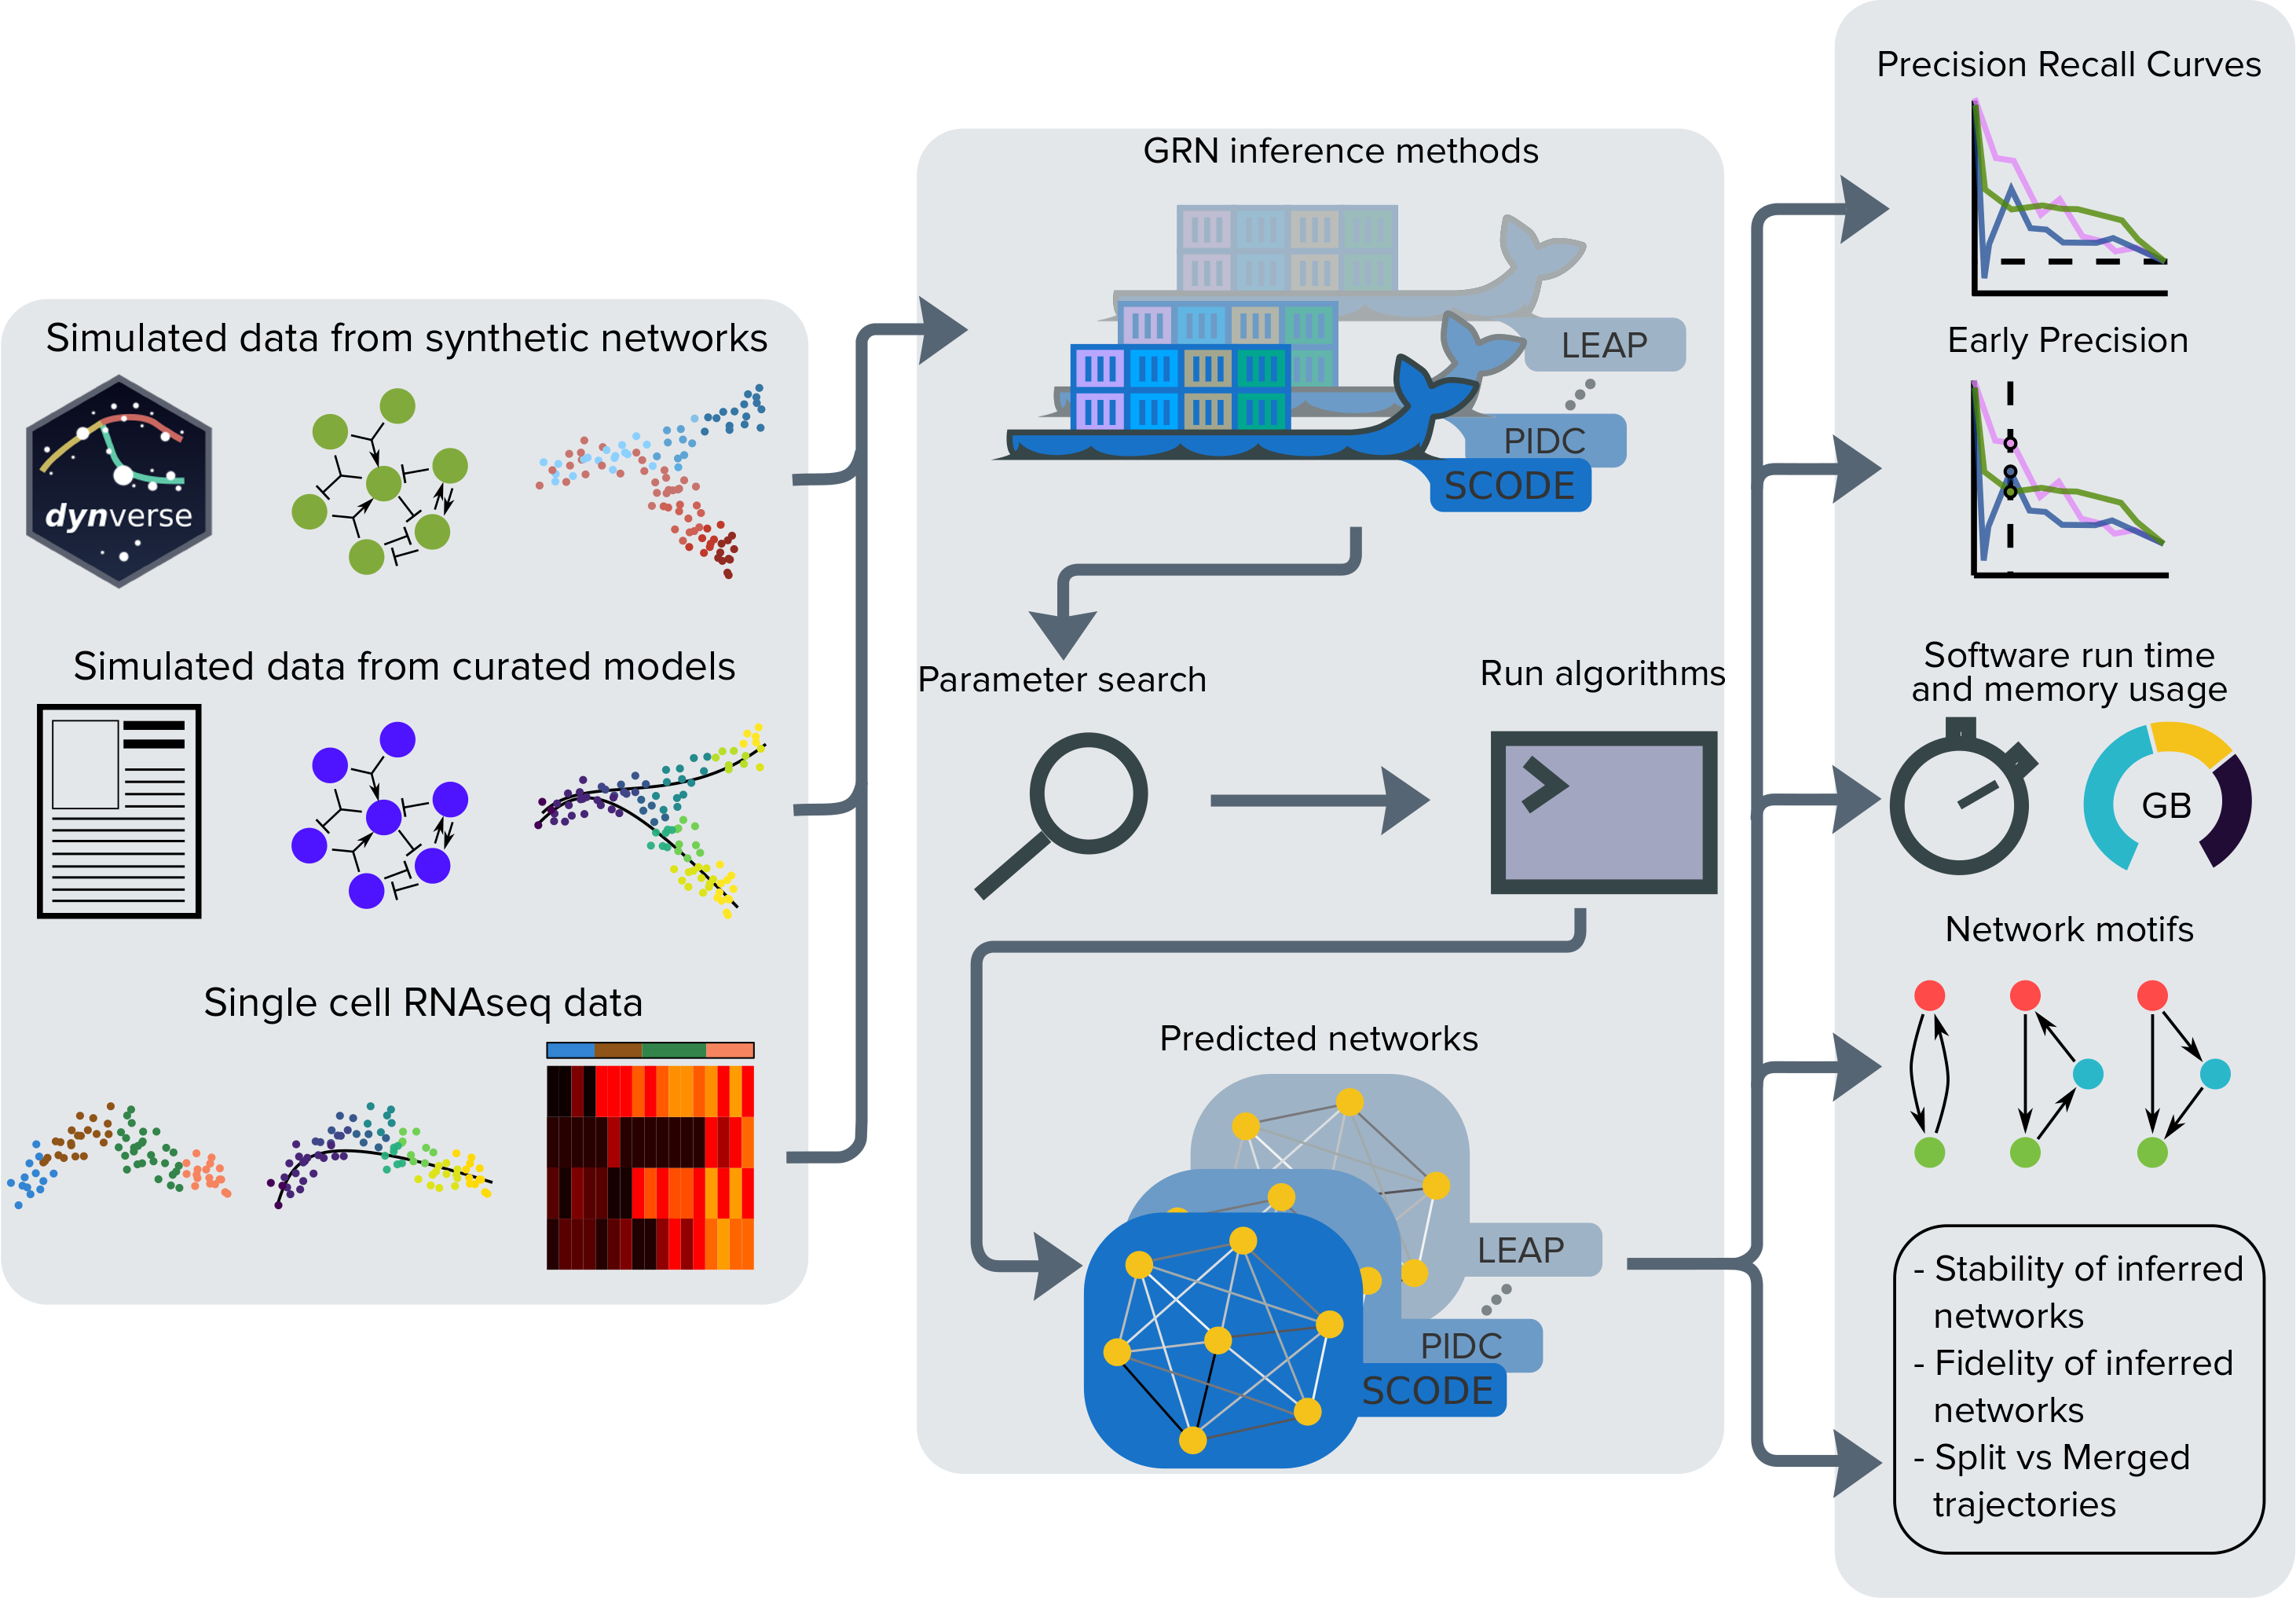 Simulated data from synthetic networks
dynverse
Simulated data from curated models
Single cell RNAseq data
GRN inference methods
LEAP
PIDC
SCODE
Parameter search
Run algorithms
Predicted networks
LEAP
PIDC
SCODE
Precision Recall Curves
Early Precision
Software run time
and memory usage
GB
Network motifs
- Stability of inferred
networks
- Fidelity of inferred
networks
- Split vs Merged
trajectories